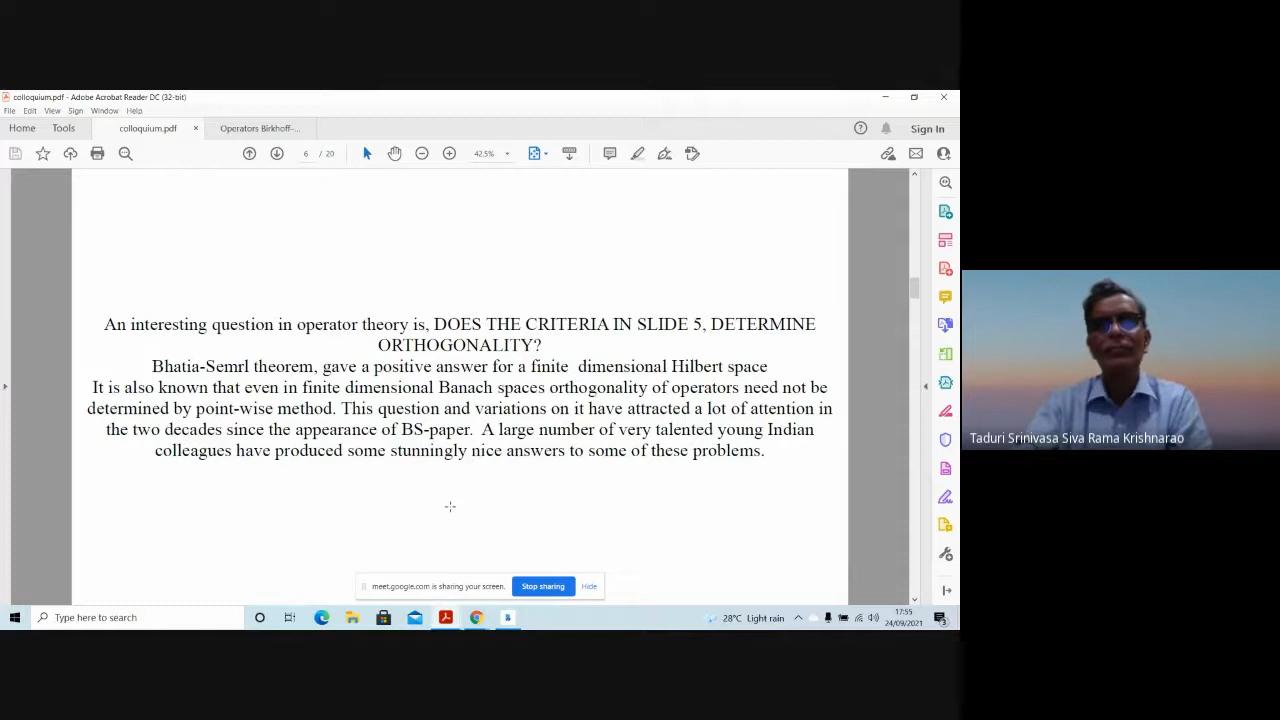 colloquium.pdf - Adobe Acrobat Reader DC (32-bit)
File Edit View Sign Window Help
Home Tools colloquium.pdf × Operators Birkhoff-... ? Sign In
6 / 20 42.5%
An interesting question in operator theory is, DOES THE CRITERIA IN SLIDE 5, DETERMINE
ORTHOGONALITY?
Bhatia-Semrl theorem, gave a positive answer for a finite dimensional Hilbert space
It is also known that even in finite dimensional Banach spaces orthogonality of operators need not be
determined by point-wise method. This question and variations on it have attracted a lot of attention in
the two decades since the appearance of BS-paper. A large number of very talented young Indian
colleagues have produced some stunningly nice answers to some of these problems.
Taduri Srinivasa Siva Rama Krishnarao
meet.google.com is sharing your screen. Stop sharing Hide
Type here to search 28°C Light rain 17:55
24/09/2021 3